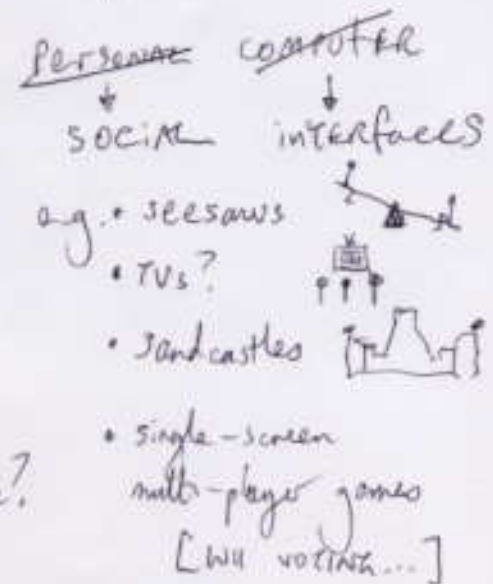 Personal Computer
↓ ↓
SOCIAL interfaces
e.g. • seesaws
• TVs?
• Sandcastles
• single-screen
?
multi-player games
[Wii VOTING...]